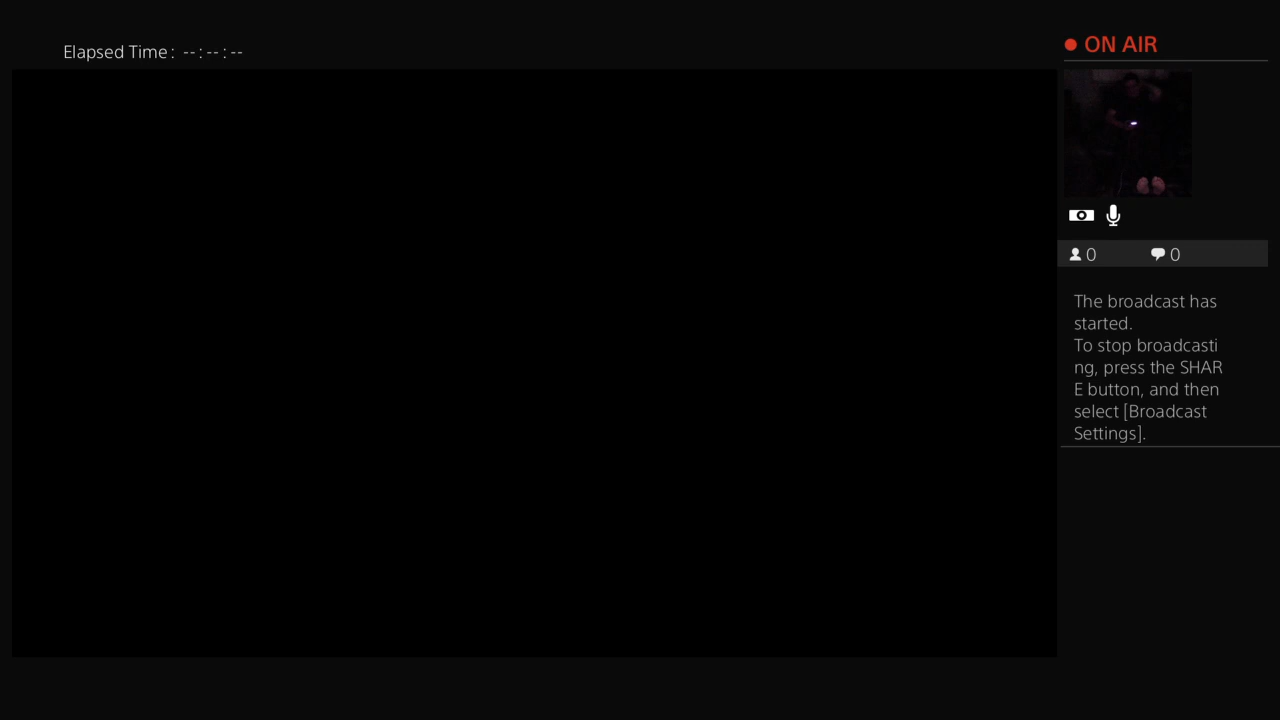 Elapsed Time: --:--:--
ON AIR
0 0
The broadcast has
started.
To stop broadcasti
ng, press the SHAR
E button, and then
select [Broadcast
Settings].